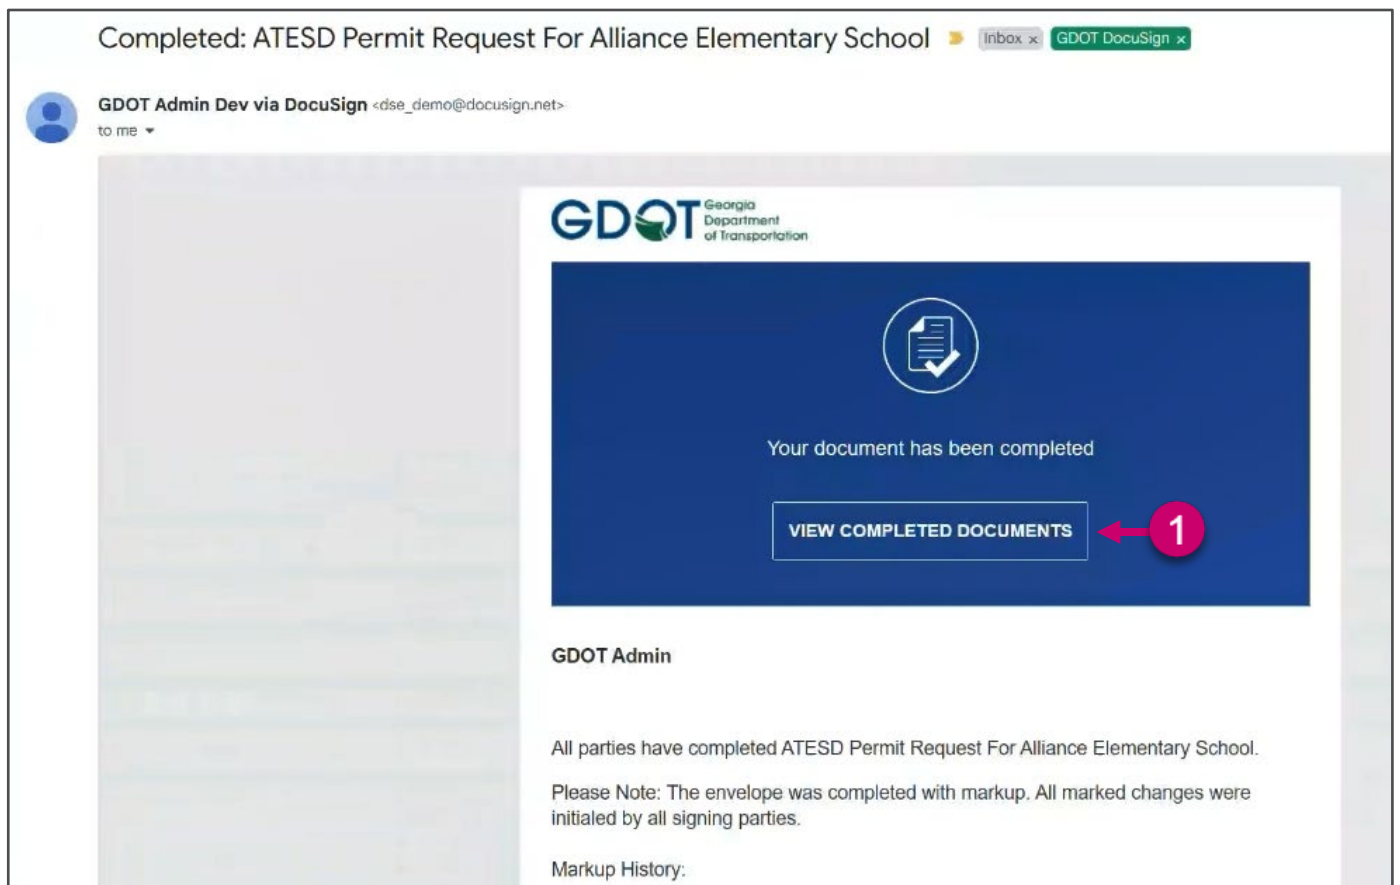 Completed: ATESD Permit Request For Alliance Elementary School Inbox x GDOT DocuSign x
GDOT Admin Dev via DocuSign <dse_demo@docusign.net>
to me
GDOT Georgia
Department
of Transportation
Your document has been completed
VIEW COMPLETED DOCUMENTS 1
GDOT Admin
All parties have completed ATESD Permit Request For Alliance Elementary School.
Please Note: The envelope was completed with markup. All marked changes were
initialed by all signing parties.
Markup History: